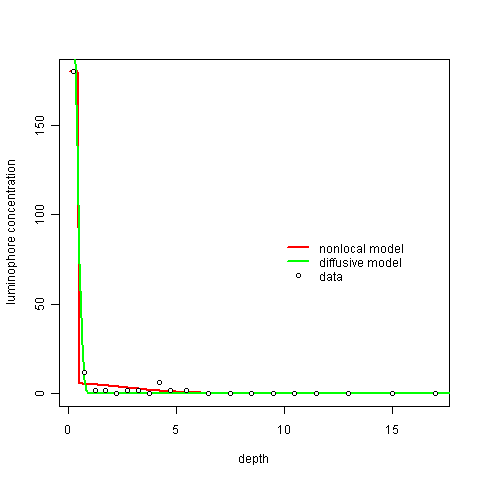 luminophore concentration
150
100
50
0
nonlocal model
diffusive model
data
0 5 10 15
depth